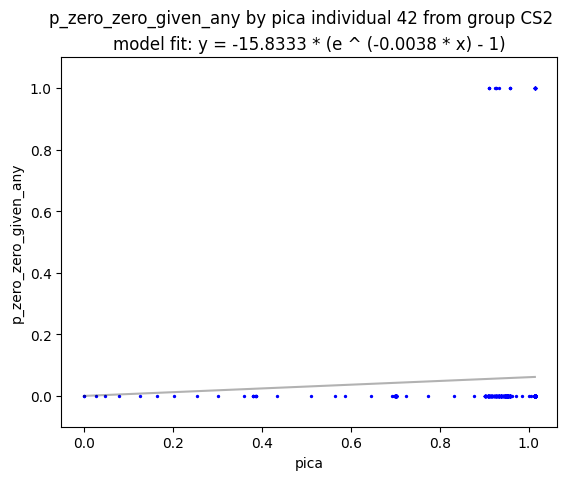 p_zero_zero_given_any by pica individual 42 from group CS2
model fit: y = -15.8333 * (e ^ (-0.0038 * x) - 1)
1.0
0.8
0.6
0.4
0.2
0.0
p_zero_zero_given_any
0.0 0.2 0.4 0.6 0.8 1.0
pica